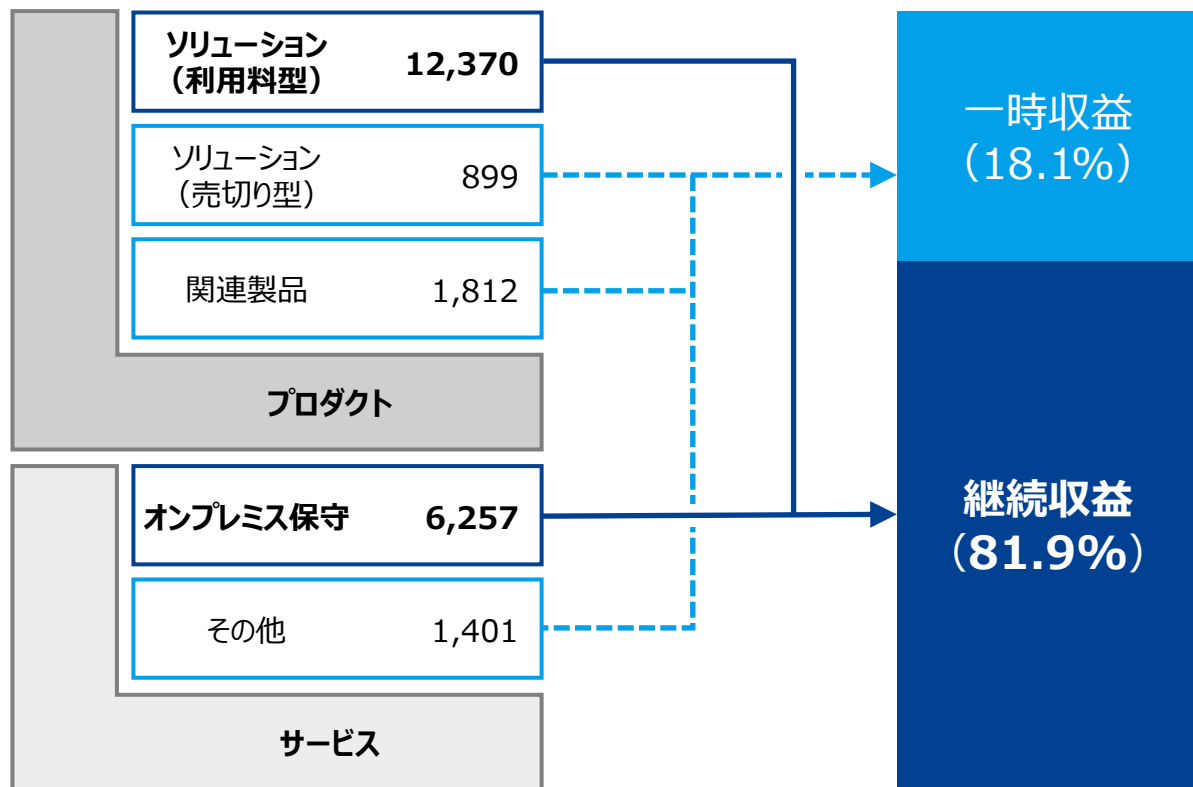 ソリューション
（利用料型）
12,370
ソリューション
（売切り型）
899
関連製品
1,812
プロダクト
オンプレミス保守
6,257
その他
1,401
サービス
一時収益
（18.1%）
継続収益
（81.9%）